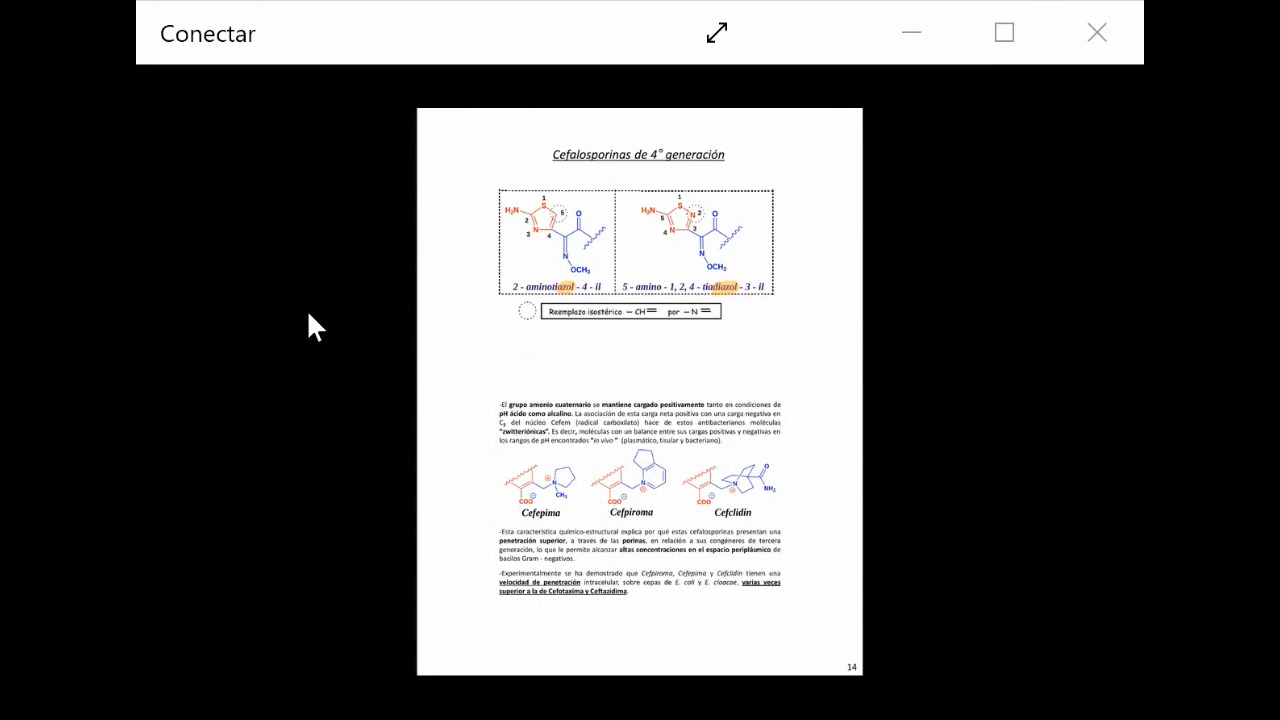 Conectar
Cefalosporinas de 4° generación
1
H₂N
S
5
O
2
N
3
4
N
OCH₃
2 - aminotiazol - 4 - il
1
H₂N
S
N
2
O
5
N
4
3
N
OCH₃
5 - amino - 1, 2, 4 - tiadiazol - 3 - il
Reemplazo isostérico – CH═ por – N ═
-El grupo amonio cuaternario se mantiene cargado positivamente tanto en condiciones de
pH ácido como alcalino. La asociación de esta carga neta positiva con una carga negativa en
C₃ del núcleo Cefem (radical carboxilato) hace de estos antibacterianos moléculas
"zwitteriónicas". Es decir, moléculas con un balance entre sus cargas positivas y negativas en
los rangos de pH encontrados "in vivo " (plasmático, tisular y bacteriano).
COO⊖
⊕
N
CH₃
Cefepima
COO⊖
N
⊕
Cefpiroma
COO⊖
N
⊕
O
NH₂
Cefclidin
-Esta característica químico-estructural explica por qué estas cefalosporinas presentan una
penetración superior, a través de las porinas, en relación a sus congéneres de tercera
generación, lo que le permite alcanzar altas concentraciones en el espacio periplásmico de
bacilos Gram - negativos.
-Experimentalmente se ha demostrado que Cefpiroma, Cefepima y Cefclidin tienen una
velocidad de penetración intracelular, sobre cepas de E. coli y E. cloacae, varias veces
superior a la de Cefotaxima y Ceftazidima.
14